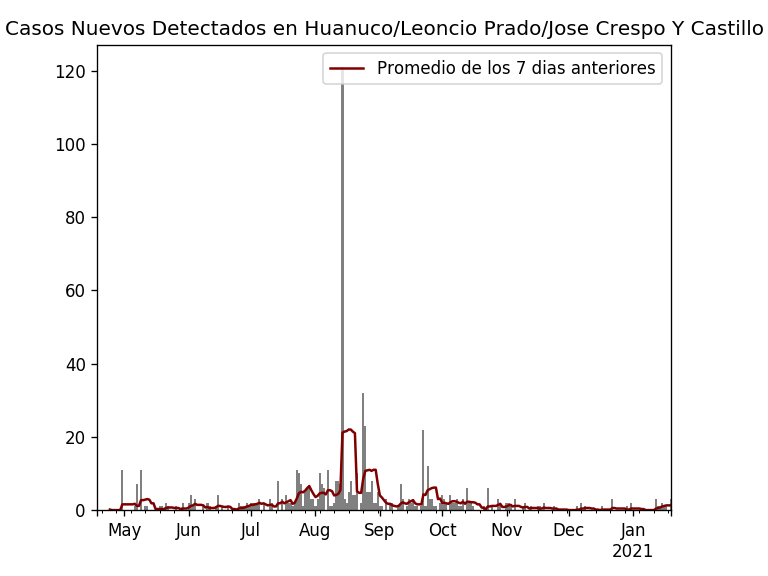 Casos Nuevos Detectados en Huanuco/Leoncio Prado/Jose Crespo Y Castillo
Promedio de los 7 dias anteriores
120
100
80
60
40
20
0
May Jun Jul Aug Sep Oct Nov Dec Jan
2021